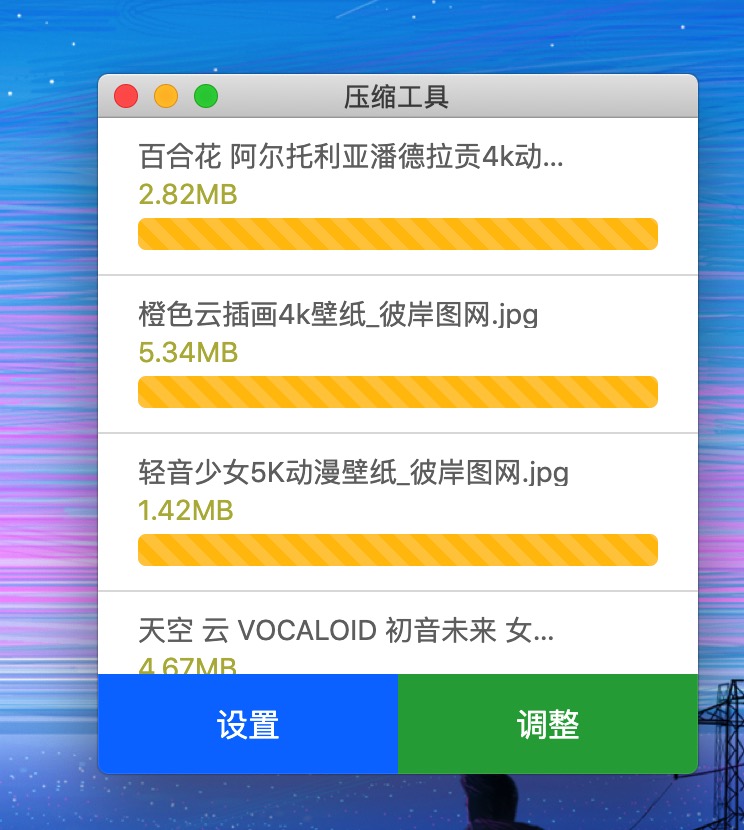 压缩工具
百合花 阿尔托利亚潘德拉贡4k动...
2.82MB
橙色云插画4k壁纸_彼岸图网.jpg
5.34MB
轻音少女5K动漫壁纸_彼岸图网.jpg
1.42MB
天空 云 VOCALOID 初音未来 女...
4.67MB
设置
调整